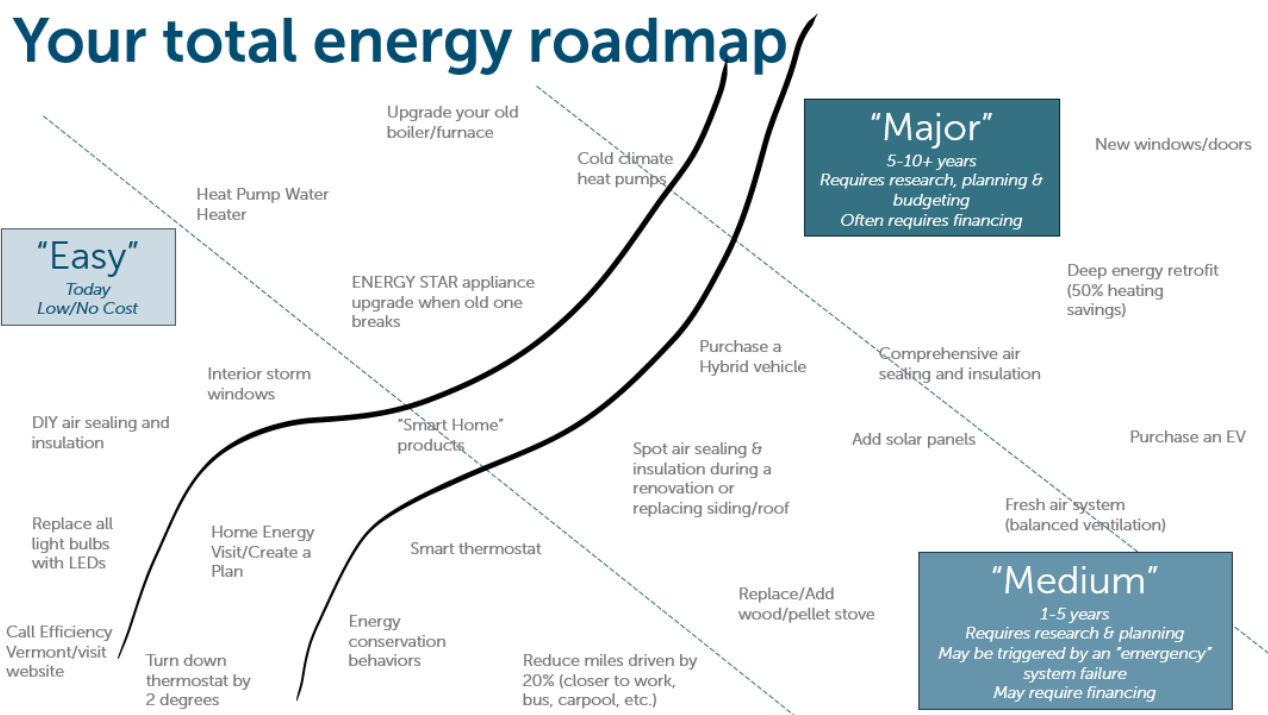 Your total energy roadmap
Upgrade your old
boiler/furnace
Cold climate
heat pumps
“Major”
5-10+ years
Requires research, planning &
budgeting
Often requires financing
New windows/doors
Heat Pump Water
Heater
“Easy”
Today
Low/No Cost
ENERGY STAR appliance
upgrade when old one
breaks
Deep energy retrofit
(50% heating
savings)
Purchase a
Hybrid vehicle
Comprehensive air
sealing and insulation
Interior storm
windows
DIY air sealing and
insulation
“Smart Home”
products
Spot air sealing &
insulation during a
renovation or
replacing siding/roof
Add solar panels
Purchase an EV
Fresh air system
(balanced ventilation)
Replace all
light bulbs
with LEDs
Home Energy
Visit/Create a
Plan
Smart thermostat
“Medium”
1-5 years
Requires research & planning
May be triggered by an “emergency”
system failure
May require financing
Replace/Add
wood/pellet stove
Call Efficiency
Vermont/visit
website
Turn down
thermostat by
2 degrees
Energy
conservation
behaviors
Reduce miles driven by
20% (closer to work,
bus, carpool, etc.)